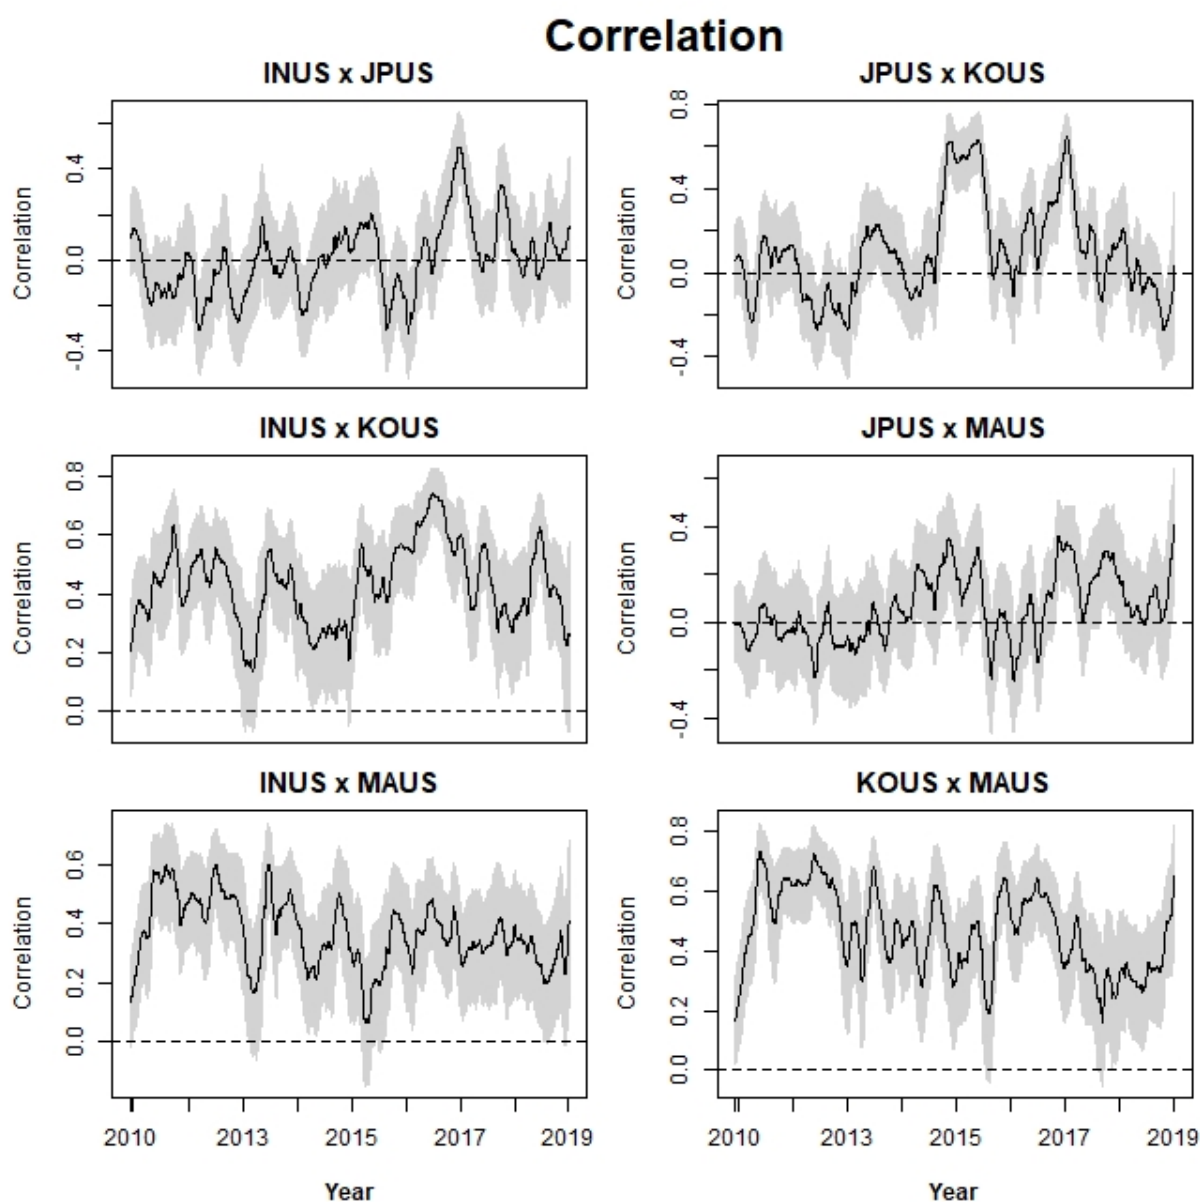 Correlation
INUS x JPUS
Correlation
0.4
0.0
-0.4
JPUS x KOUS
Correlation
0.8
0.4
0.0
-0.4
INUS x KOUS
Correlation
0.8
0.6
0.4
0.2
0.0
JPUS x MAUS
Correlation
0.4
0.0
-0.4
INUS x MAUS
Correlation
0.6
0.4
0.2
0.0
2010 2013 2015 2017 2019
Year
KOUS x MAUS
Correlation
0.8
0.6
0.4
0.2
0.0
2010 2013 2015 2017 2019
Year